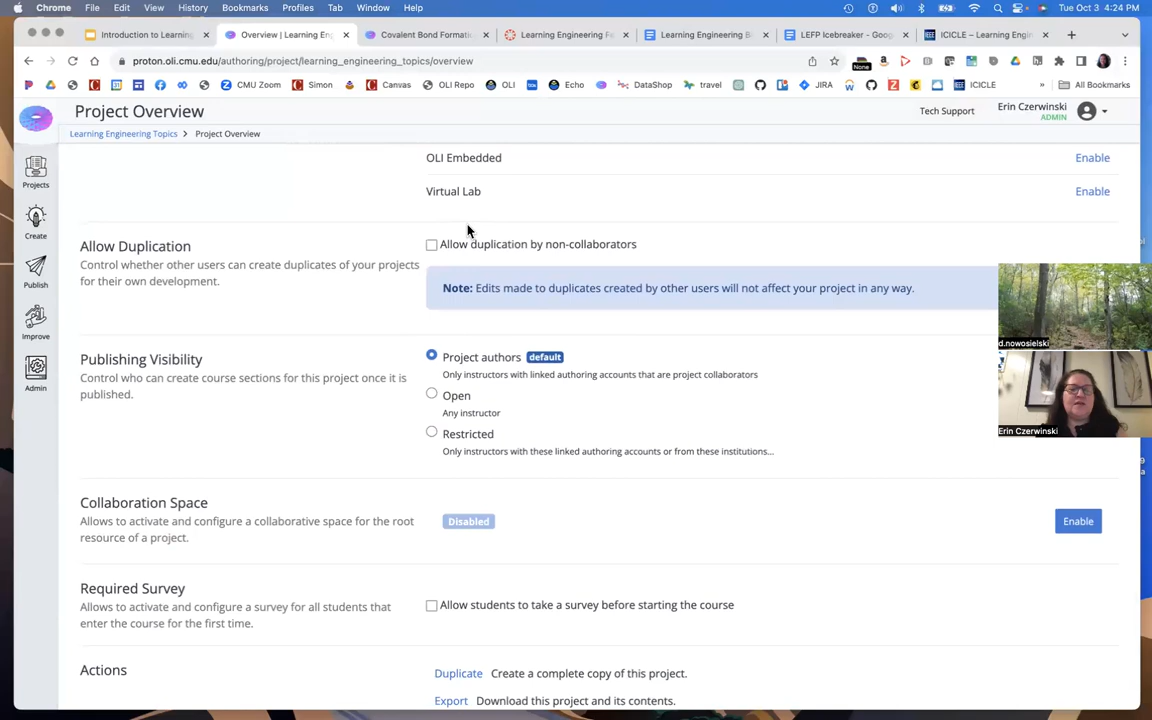 Chrome File Edit View History Bookmarks Profiles Tab Window Help Tue Oct 3 4:24 PM
Introduction to Learning Overview | Learning En Covalent Bond Formati Learning Engineering Fe Learning Engineering B LEFP Icebreaker - Goog ICICLE – Learning Engin
proton.oli.cmu.edu/authoring/project/learning_engineering_topics/overview None
CMU Zoom Simon Canvas OLI Repo OLI Echo DataShop travel JIRA ICICLE » All Bookmarks
Project Overview Tech Support Erin Czerwinski
ADMIN
Learning Engineering Topics > Project Overview
Projects
Create
Publish
Improve
Admin
OLI Embedded Enable
Virtual Lab Enable
Allow Duplication
Control whether other users can create duplicates of your projects
for their own development.
Allow duplication by non-collaborators
Note: Edits made to duplicates created by other users will not affect your project in any way.
d.nowosielski
Erin Czerwinski
Publishing Visibility
Control who can create course sections for this project once it is
published.
Project authors default
Only instructors with linked authoring accounts that are project collaborators
Open
Any instructor
Restricted
Only instructors with these linked authoring accounts or from these institutions...
Collaboration Space
Allows to activate and configure a collaborative space for the root
resource of a project.
Disabled Enable
Required Survey
Allows to activate and configure a survey for all students that
enter the course for the first time.
Allow students to take a survey before starting the course
Actions
Duplicate Create a complete copy of this project.
Export Download this project and its contents.